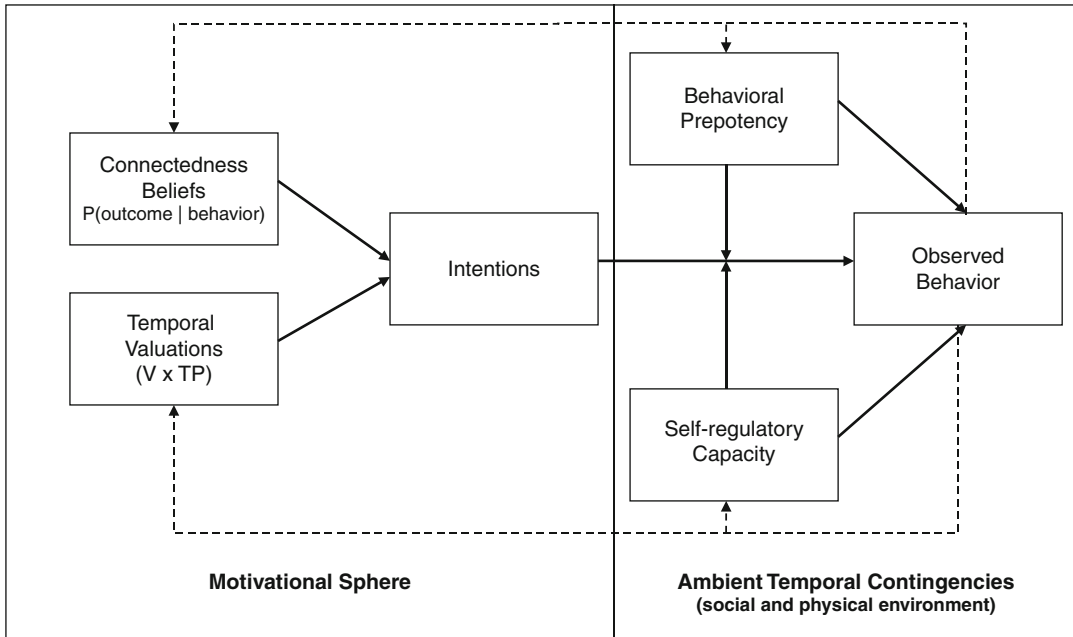 Behavioral
Prepotency
Connectedness
Beliefs
P(outcome | behavior)
Intentions
Observed
Behavior
Temporal
Valuations
(V x TP)
Self-regulatory
Capacity
Motivational Sphere
Ambient Temporal Contingencies
(social and physical environment)